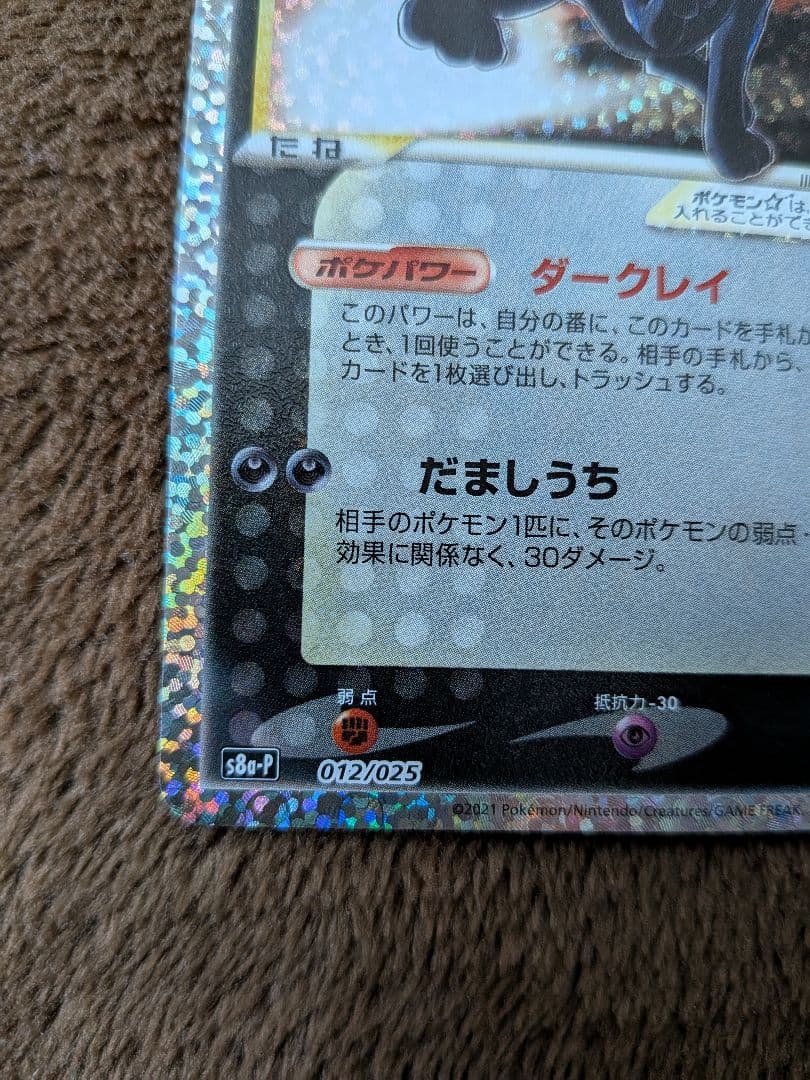 たね
ポケモン☆は、
入れることができ
ポケパワー ダークレイ
このパワーは、自分の番に、このカードを手札か
とき、1回使うことができる。相手の手札から、
カードを1枚選び出し、トラッシュする。
だましうち
相手のポケモン1匹に、そのポケモンの弱点・
効果に関係なく、30ダメージ。
弱点 抵抗力-30
s8a-P 012/025
©2021 Pokémon/Nintendo/Creatures/GAME FREAK.